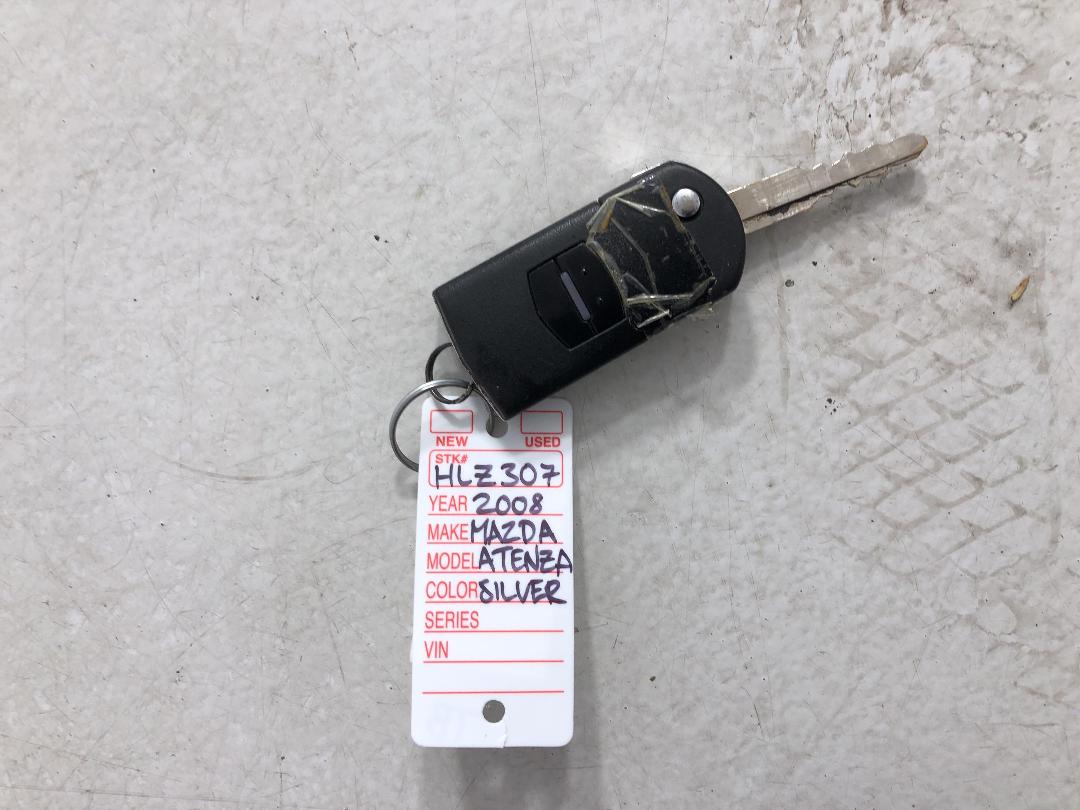 NEW USED
STK#
HLZ307
YEAR 2008
MAKE MAZDA
MODEL ATENZA
COLOR SILVER
SERIES
VIN